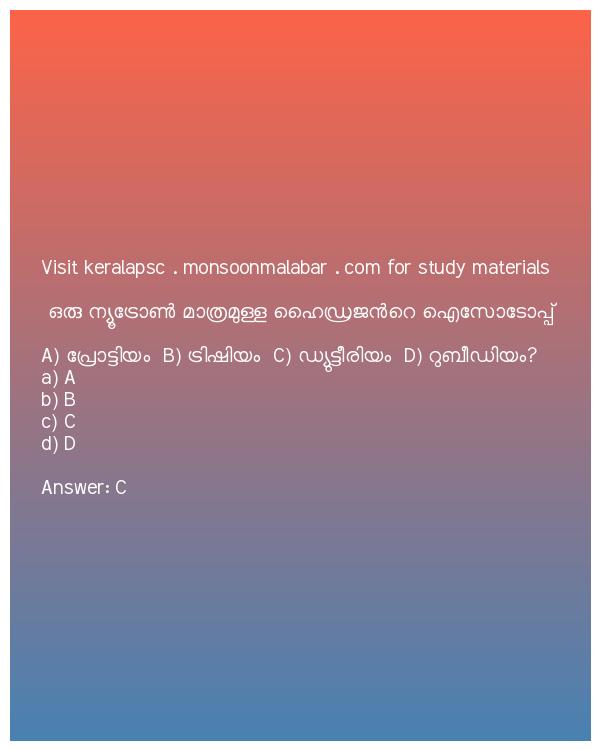 Visit keralapsc . monsoonmalabar . com for study materials
ഒരു ന്യൂട്രോൺ മാത്രമുള്ള ഹൈഡ്രജൻറെ ഐസോടോപ്പ്
A) പ്രോട്ടിയം B) ട്രിഷിയം C) ഡ്യുട്ടീരിയം D) റുബീഡിയം?
a) A
b) B
c) C
d) D
Answer: C